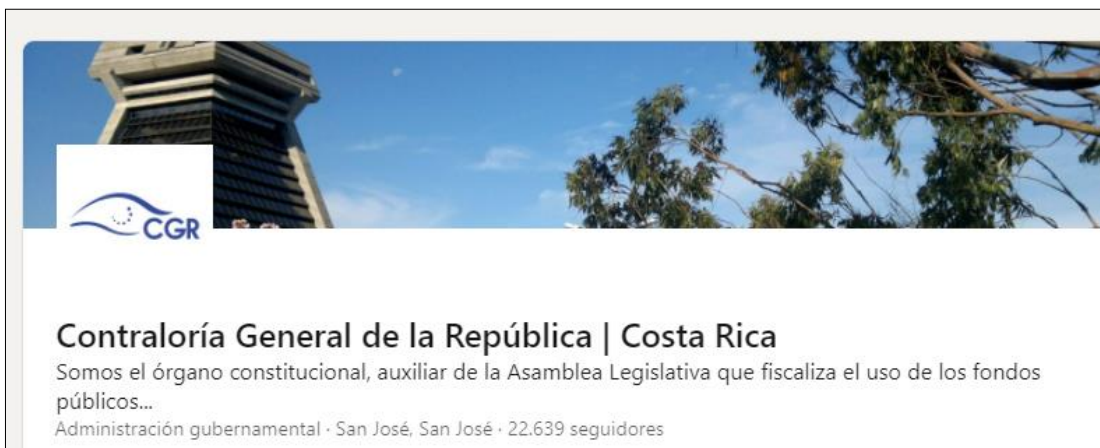 CGR
Contraloría General de la República | Costa Rica
Somos el órgano constitucional, auxiliar de la Asamblea Legislativa que fiscaliza el uso de los fondos
públicos...
Administración gubernamental · San José, San José · 22.639 seguidores